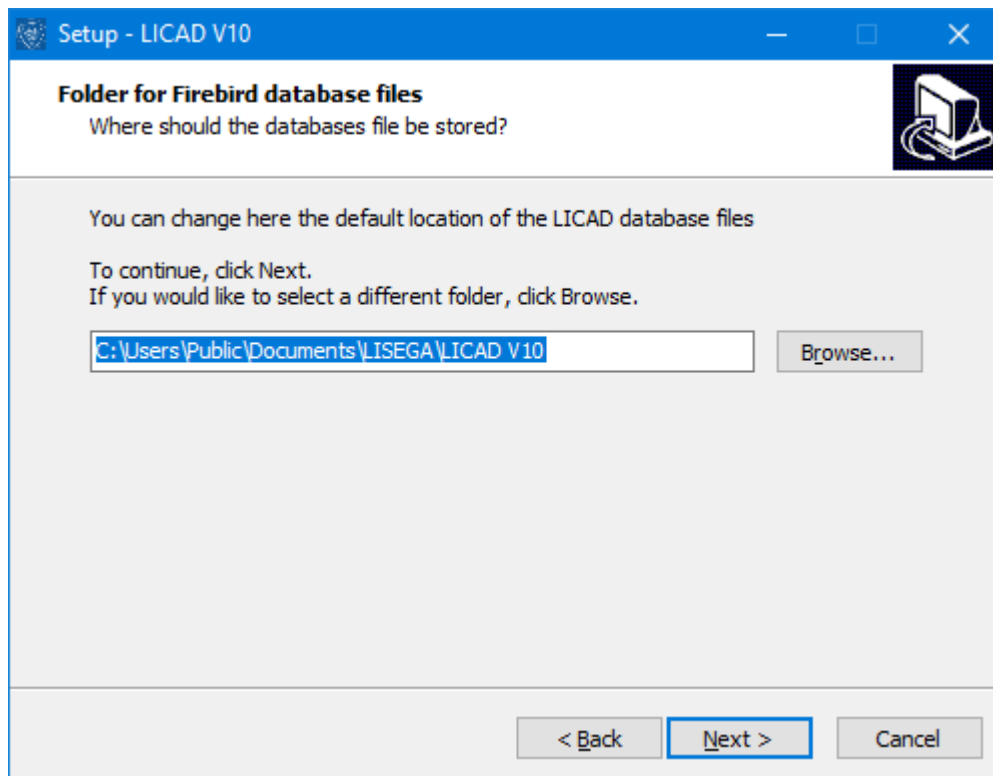 Setup - LICAD V10
Folder for Firebird database files
Where should the databases file be stored?
You can change here the default location of the LICAD database files
To continue, click Next.
If you would like to select a different folder, click Browse.
C:\Users\Public\Documents\LISEGA\LICAD V10
Browse...
< Back
Next >
Cancel